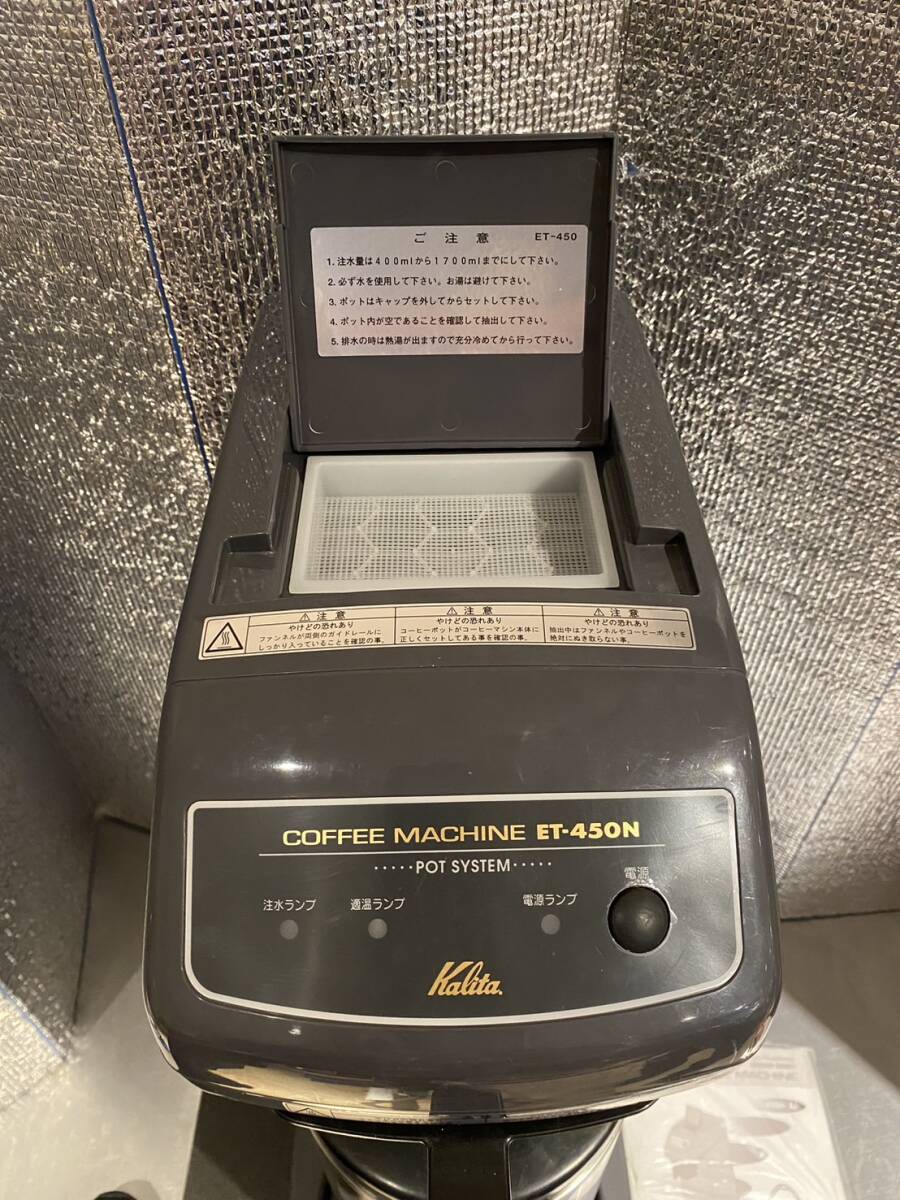 ご注意 ET-450
1. 注水量は400mlから1700mlまでにして下さい。
2. 必ず水を使用して下さい。お湯は避けて下さい。
3. ポットはキャップを外してからセットして下さい。
4. ポット内が空であることを確認して抽出して下さい。
5. 排水の時は熱湯が出ますので充分冷めてから行って下さい。
⚠ 注意
やけどの恐れあり
ファンネルが両側のガイドレールに
しっかり入っていることを確認の事。
⚠ 注意
やけどの恐れあり
コーヒーポットがコーヒーマシン本体に
正しくセットしてある事を確認の事。
⚠ 注意
やけどの恐れあり
抽出中はファンネルやコーヒーポットを
絶対にぬき取らない事。
COFFEE MACHINE ET-450N
·····POT SYSTEM·····
注水ランプ 適温ランプ 電源ランプ 電源
Kalita